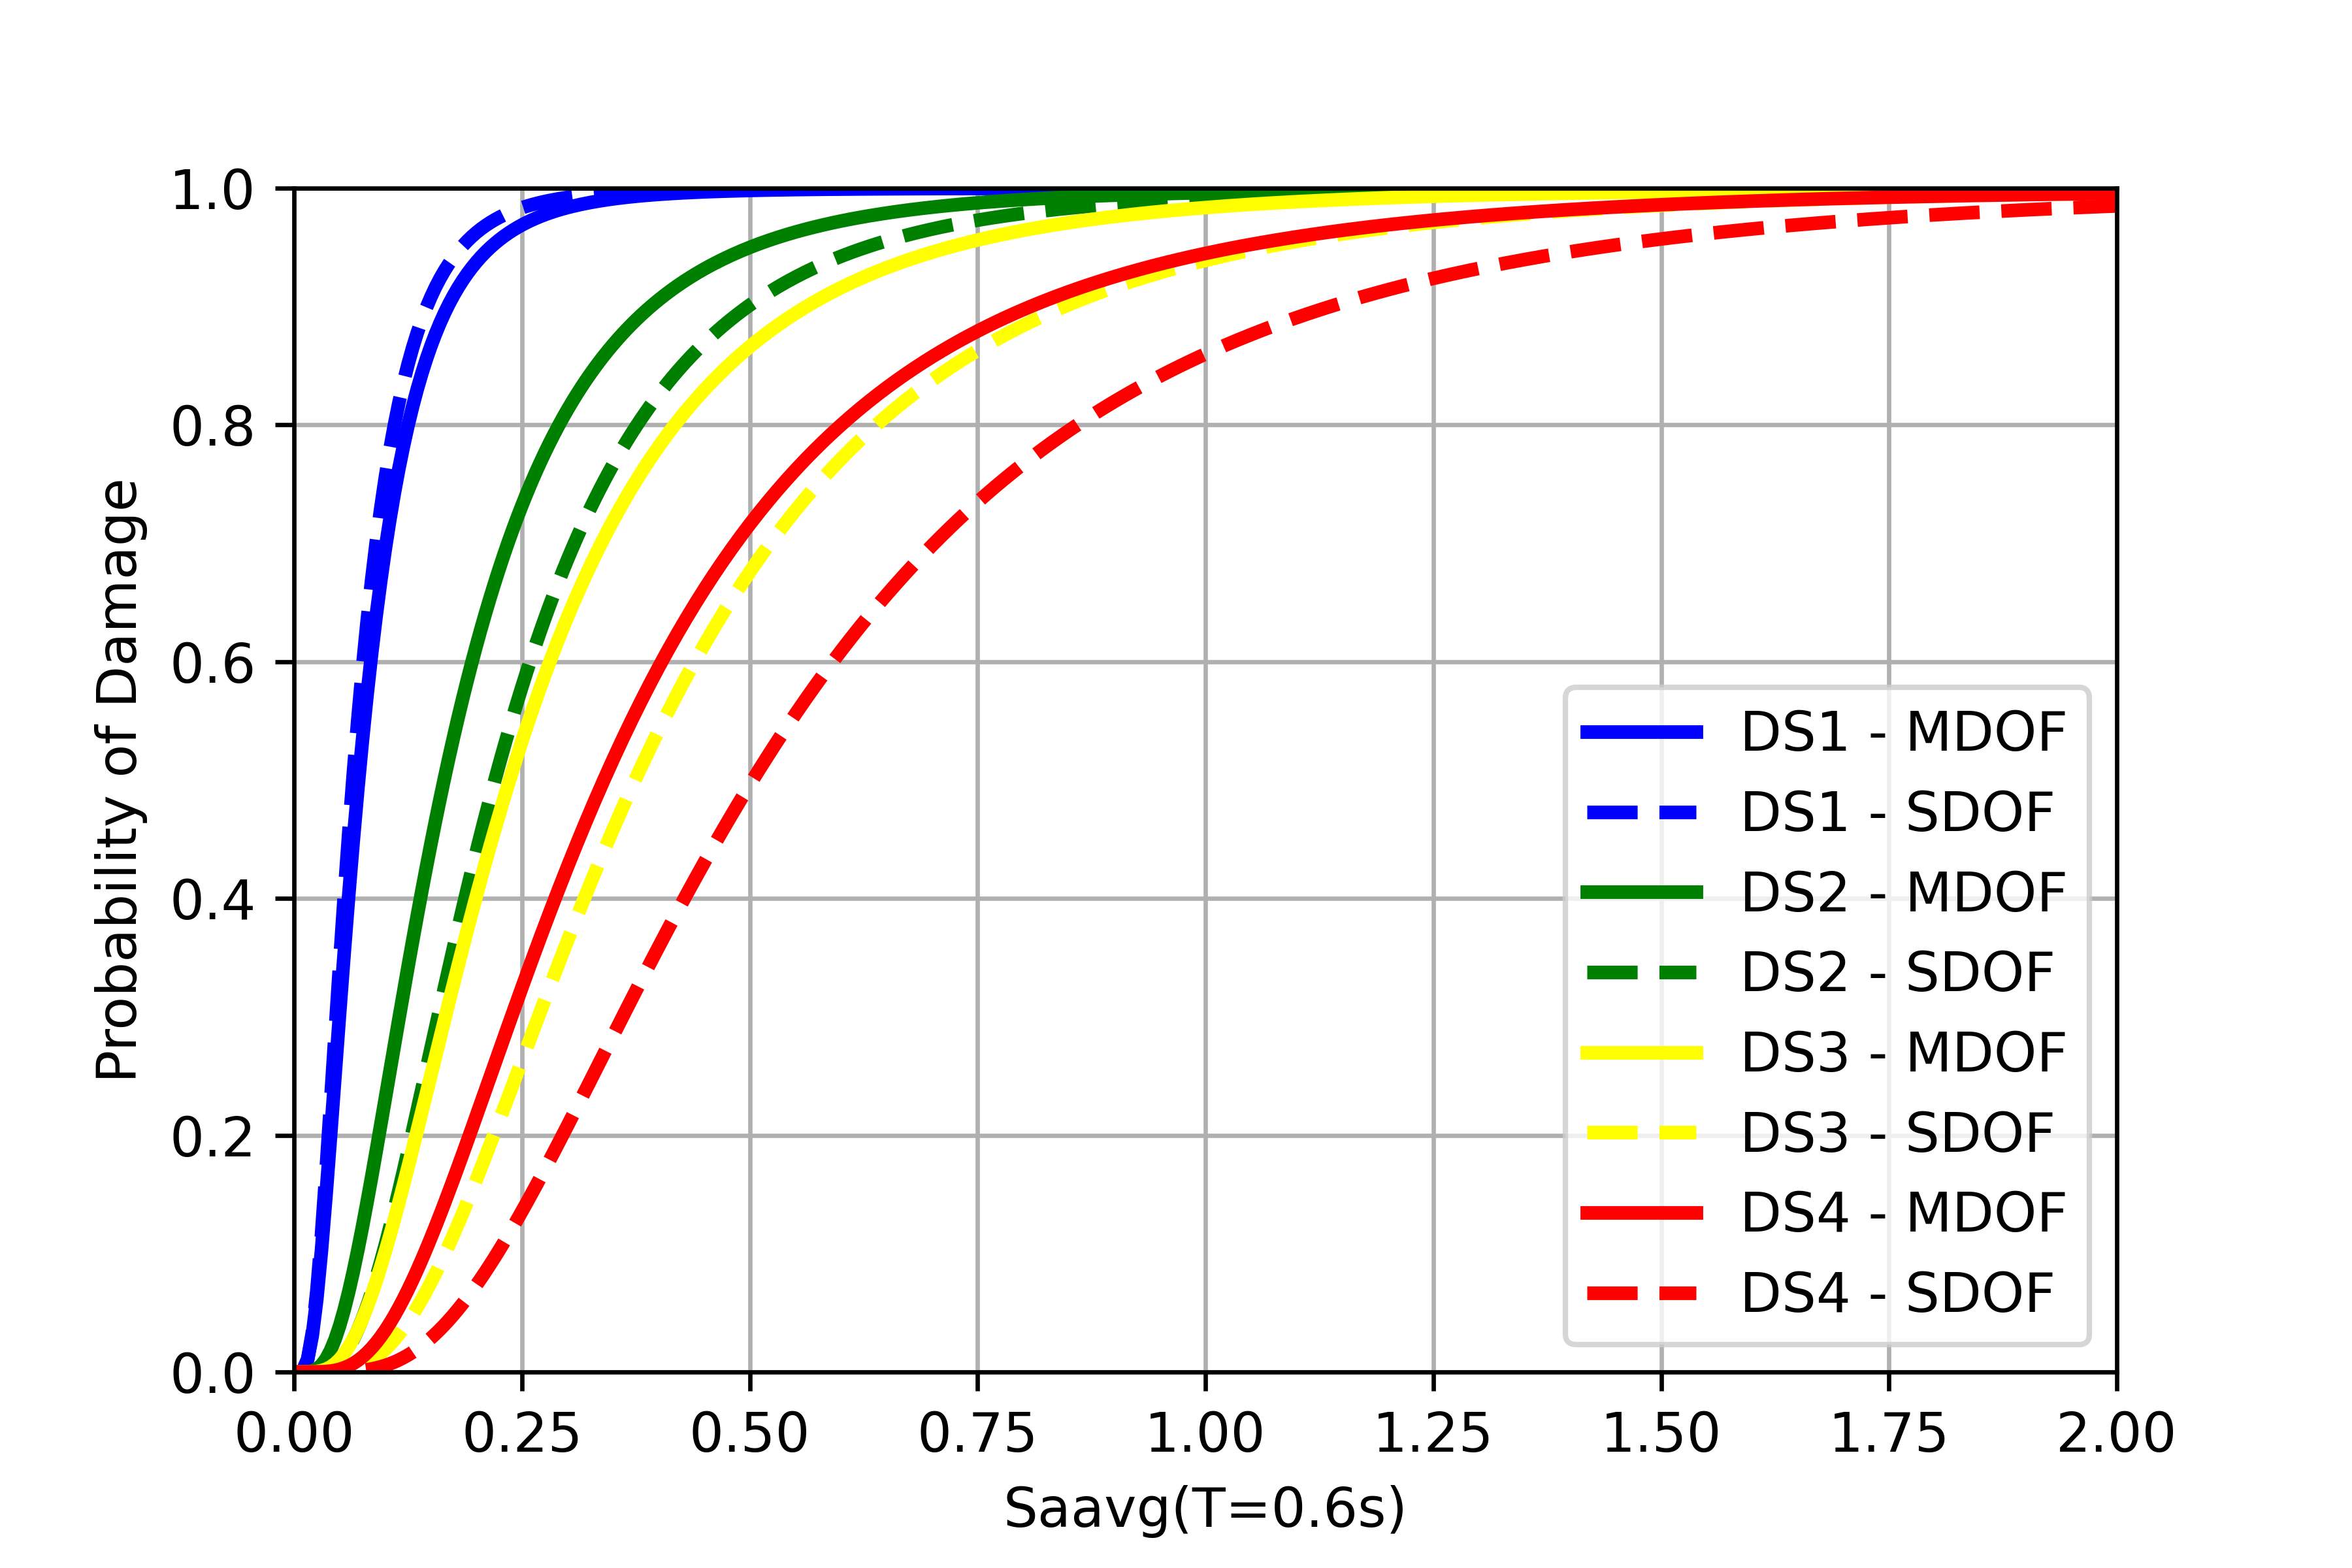 1.0
0.8
0.6
0.4
0.2
0.0
Probability of Damage
DS1 - MDOF
DS1 - SDOF
DS2 - MDOF
DS2 - SDOF
DS3 - MDOF
DS3 - SDOF
DS4 - MDOF
DS4 - SDOF
0.00 0.25 0.50 0.75 1.00 1.25 1.50 1.75 2.00
Saavg(T=0.6s)